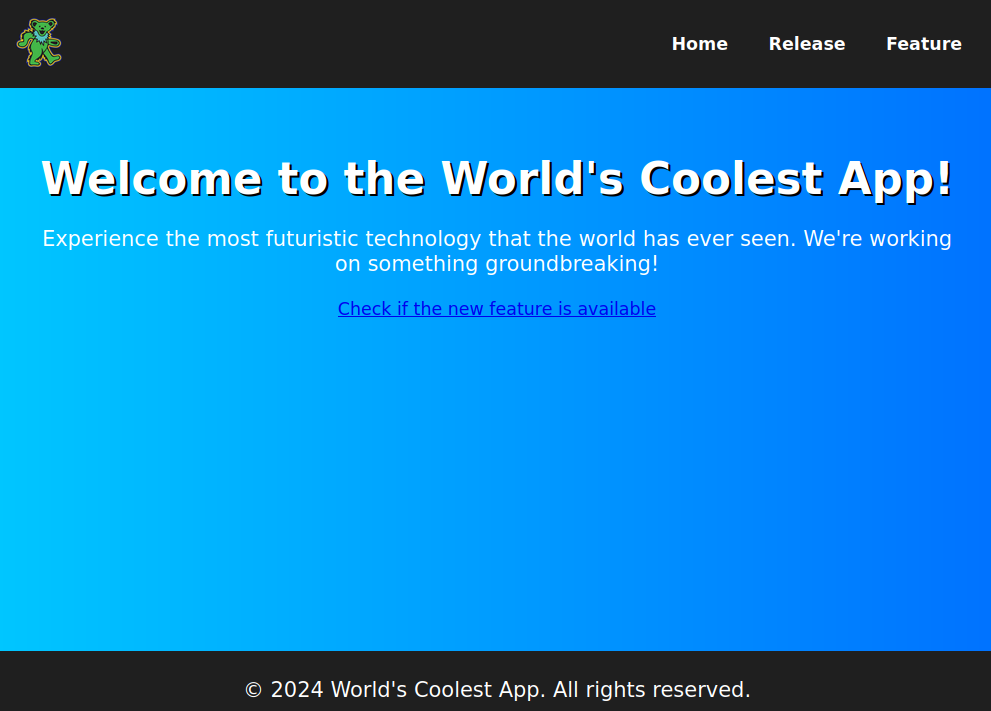 Home Release Feature
Welcome to the World's Coolest App!
Experience the most futuristic technology that the world has ever seen. We're working
on something groundbreaking!
Check if the new feature is available
© 2024 World's Coolest App. All rights reserved.